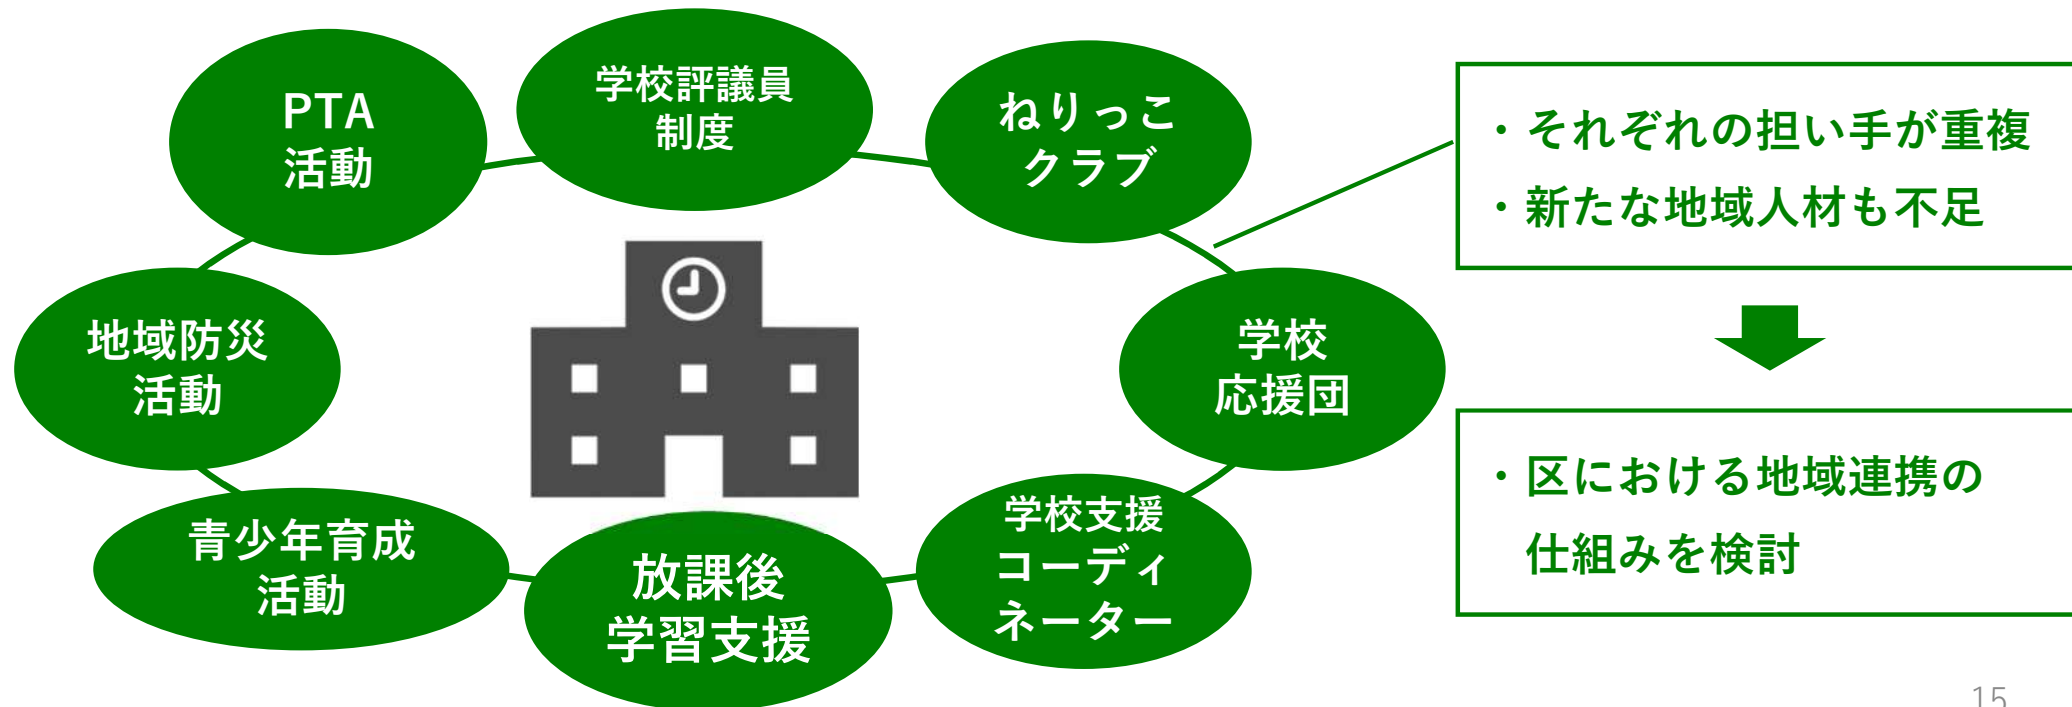 PTA
活動
学校評議員
制度
ねりっこ
クラブ
学校
応援団
学校支援
コーディ
ネーター
放課後
学習支援
青少年育成
活動
地域防災
活動
・それぞれの担い手が重複
・新たな地域人材も不足
・区における地域連携の
仕組みを検討
15